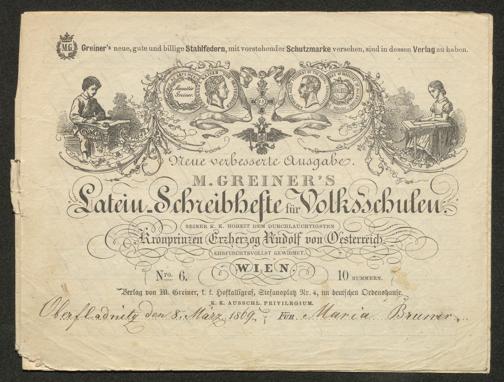 M.G. Greiner's neue, gute und billige Stahlfedern, mit vorstehender Schutzmarke versehen, sind in dessen Verlag zu haben.
Neue verbesserte Ausgabe.
M. GREINER'S
Latein-Schreibhefte für Volksschulen.
SEINER K. K. HOHEIT DEM DURCHLAUCHTIGSTEN
Kronprinzen Erzherzog Rudolf von Oesterreich
EHRFURCHTSVOLLST GEWIDMET.
WIEN
Nro. 6. 10 NUMMERN.
Verlag von M. Greiner, k. k. Hofkalligraf, Stefansplatz Nr. 4, im deutschen Ordenshause.
K. K. AUSSCHL. PRIVILEGIUM.
den 8. März 1869. Für Maria